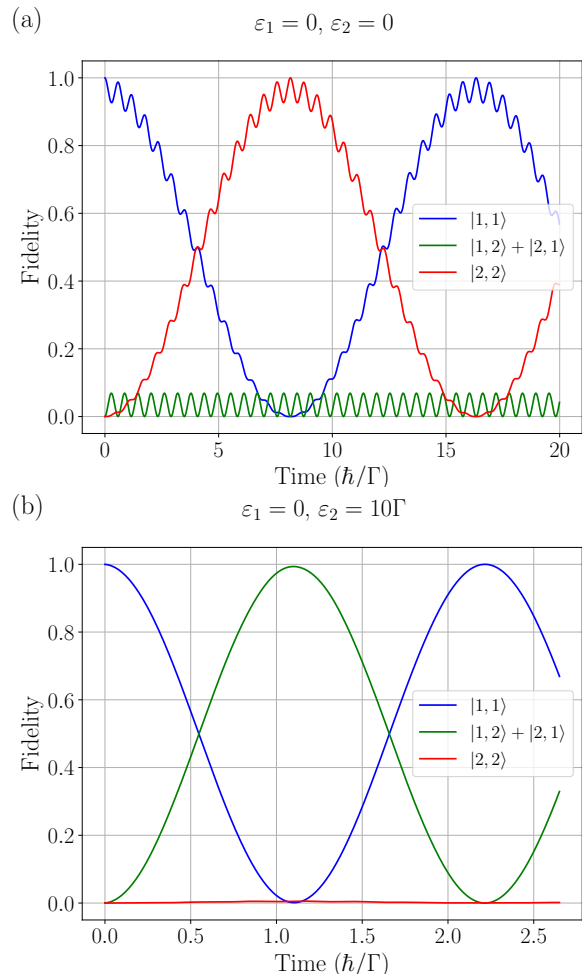 (a)
ε₁ = 0, ε₂ = 0
Fidelity
1.0
0.8
0.6
0.4
0.2
0.0
|1, 1⟩
|1, 2⟩ + |2, 1⟩
|2, 2⟩
0
5
10
15
20
Time (ℏ/Γ)
(b)
ε₁ = 0, ε₂ = 10Γ
Fidelity
1.0
0.8
0.6
0.4
0.2
0.0
|1, 1⟩
|1, 2⟩ + |2, 1⟩
|2, 2⟩
0.0
0.5
1.0
1.5
2.0
2.5
Time (ℏ/Γ)